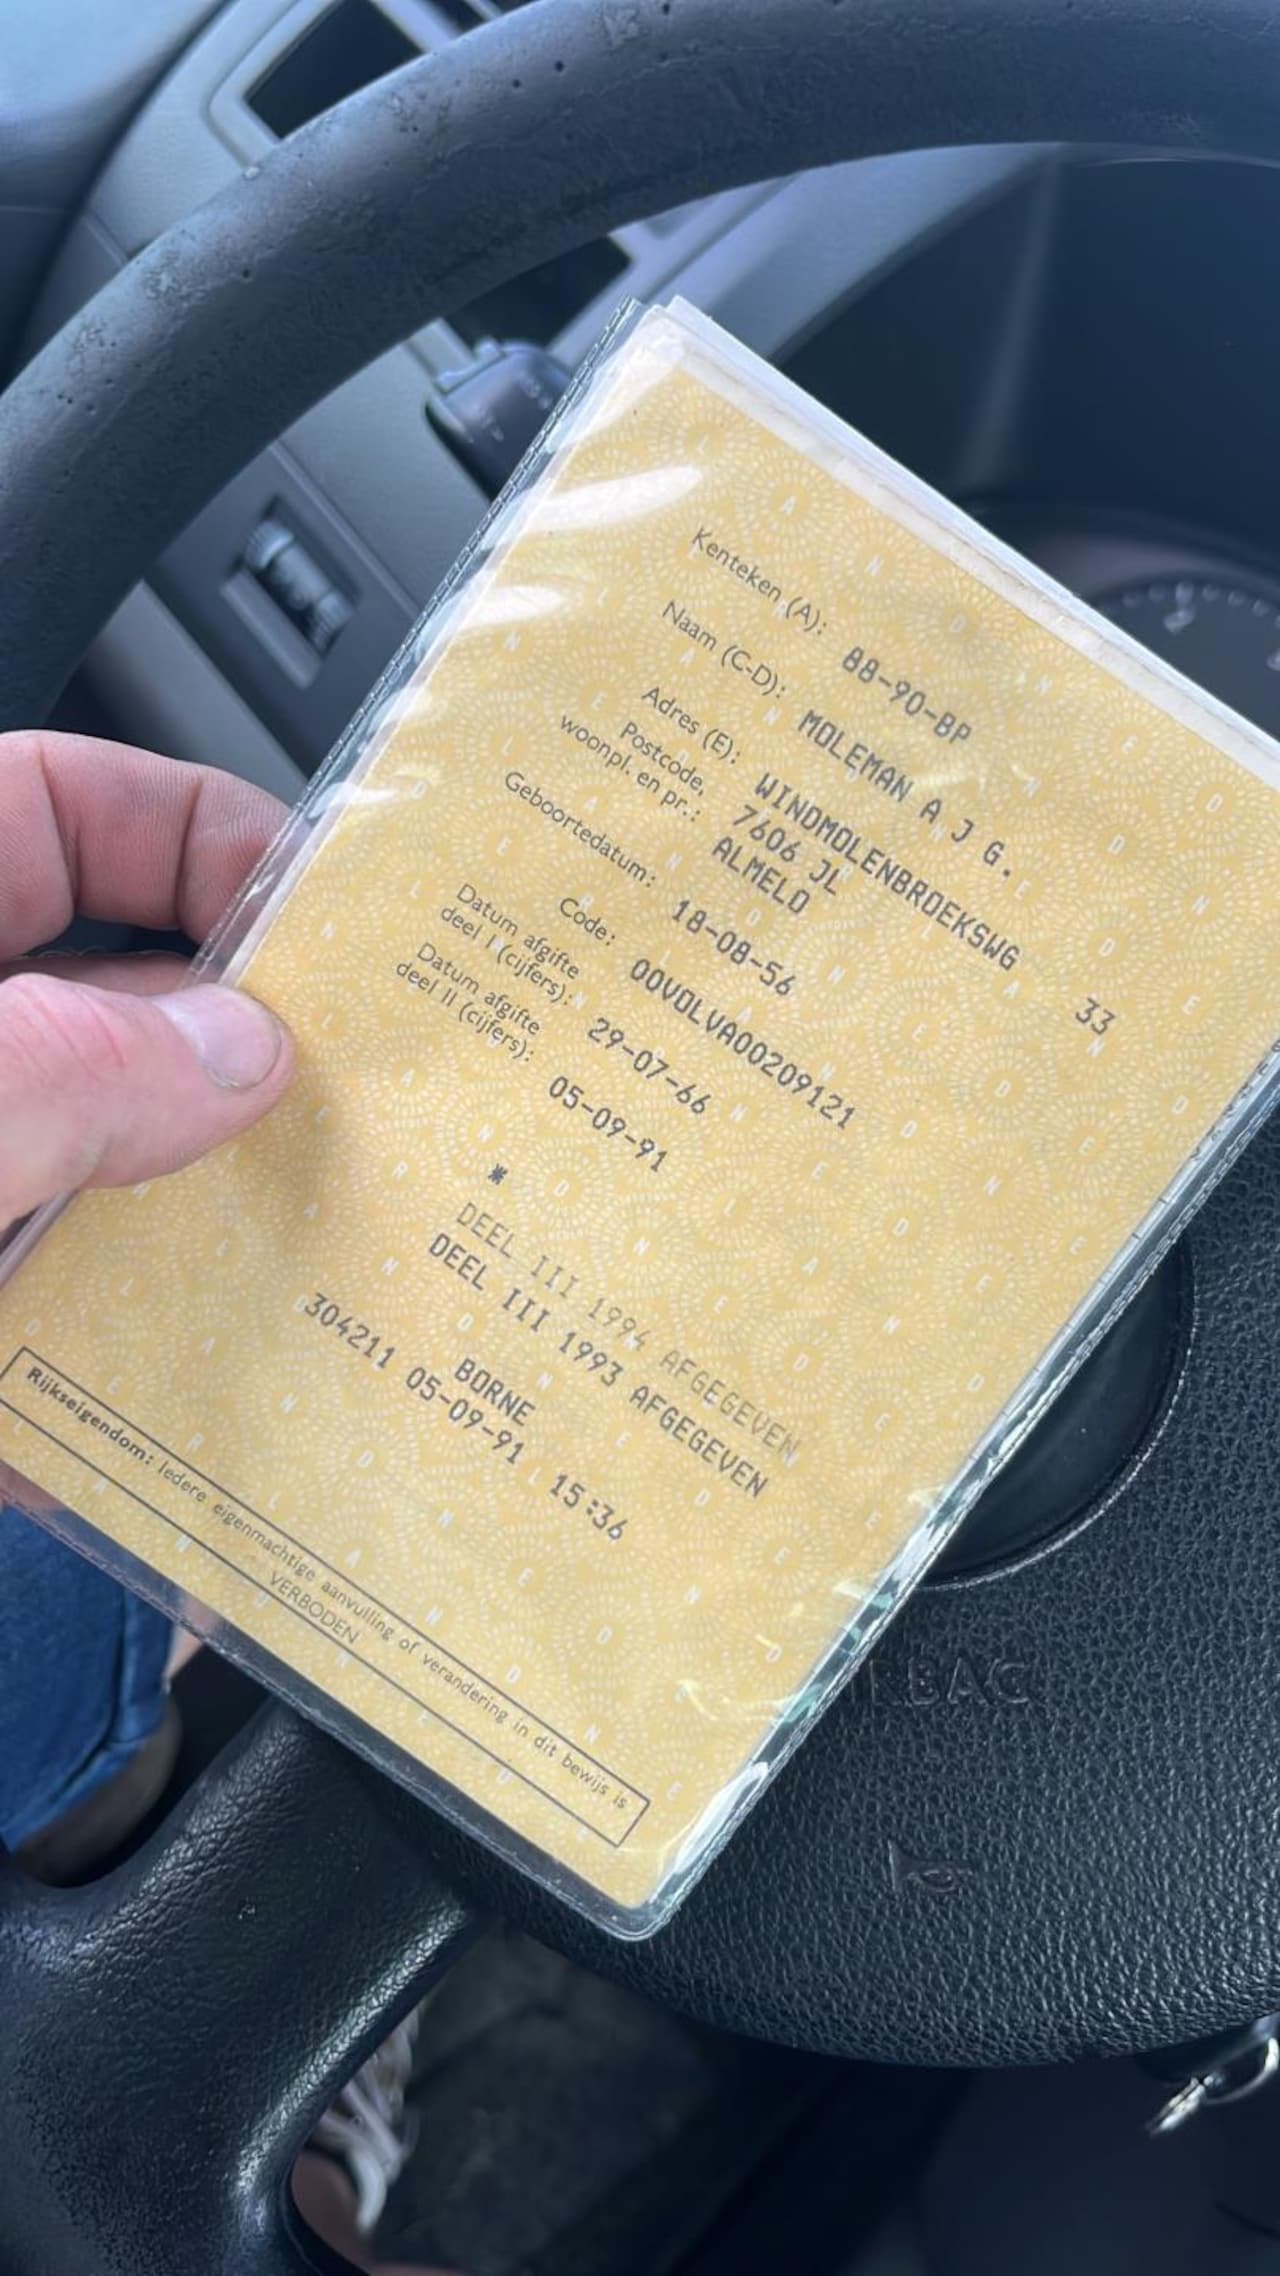 Kenteken (A): 88-90-BP
Naam (C-D): MOLEMAN A J G.
Adres (E): WINDMOLENBROEKSWG 33
Postcode, 7606 JL
woonpl. en pr.: ALMELO
Geboortedatum: 18-08-56
Code: 00VOLVA00209121
Datum afgifte
deel I (cijfers): 29-07-66
Datum afgifte
deel II (cijfers): 05-09-91
*
DEEL III 1994 AFGEGEVEN
DEEL III 1993 AFGEGEVEN
BORNE
304211 05-09-91 15:36
Rijkseigendom: Iedere eigenmachtige aanvulling of verandering in dit bewijs is
VERBODEN